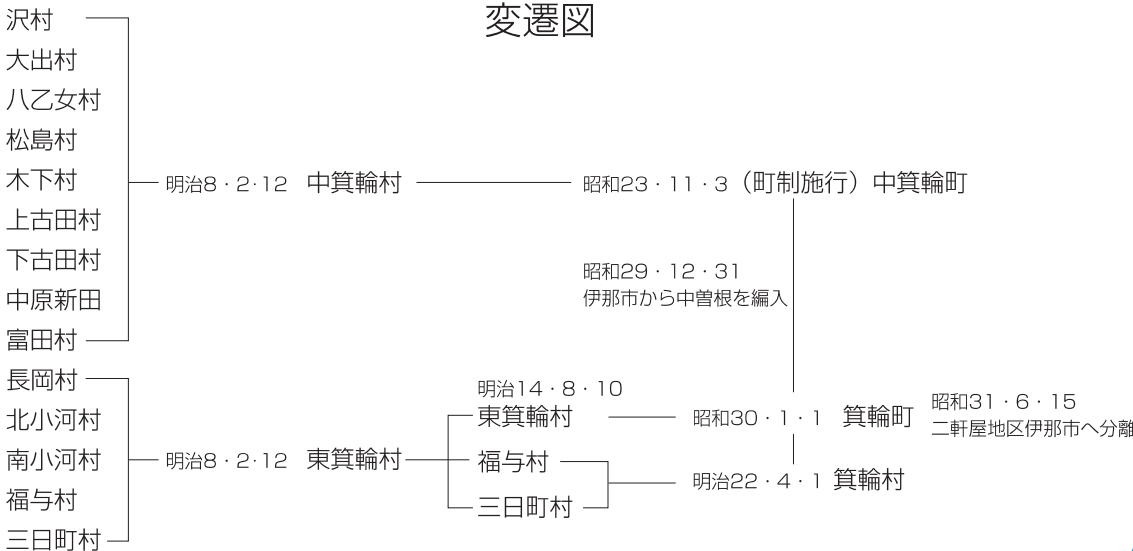 変遷図
沢村
大出村
八乙女村
松島村
木下村
上古田村
下古田村
中原新田
富田村
明治8・2・12 中箕輪村
昭和23・11・3（町制施行）中箕輪町
昭和29・12・31
伊那市から中曽根を編入
長岡村
北小河村
南小河村
福与村
三日町村
明治8・2・12 東箕輪村
明治14・8・10
東箕輪村
福与村
三日町村
昭和30・1・1 箕輪町
昭和31・6・15
二軒屋地区伊那市へ分離
明治22・4・1 箕輪村